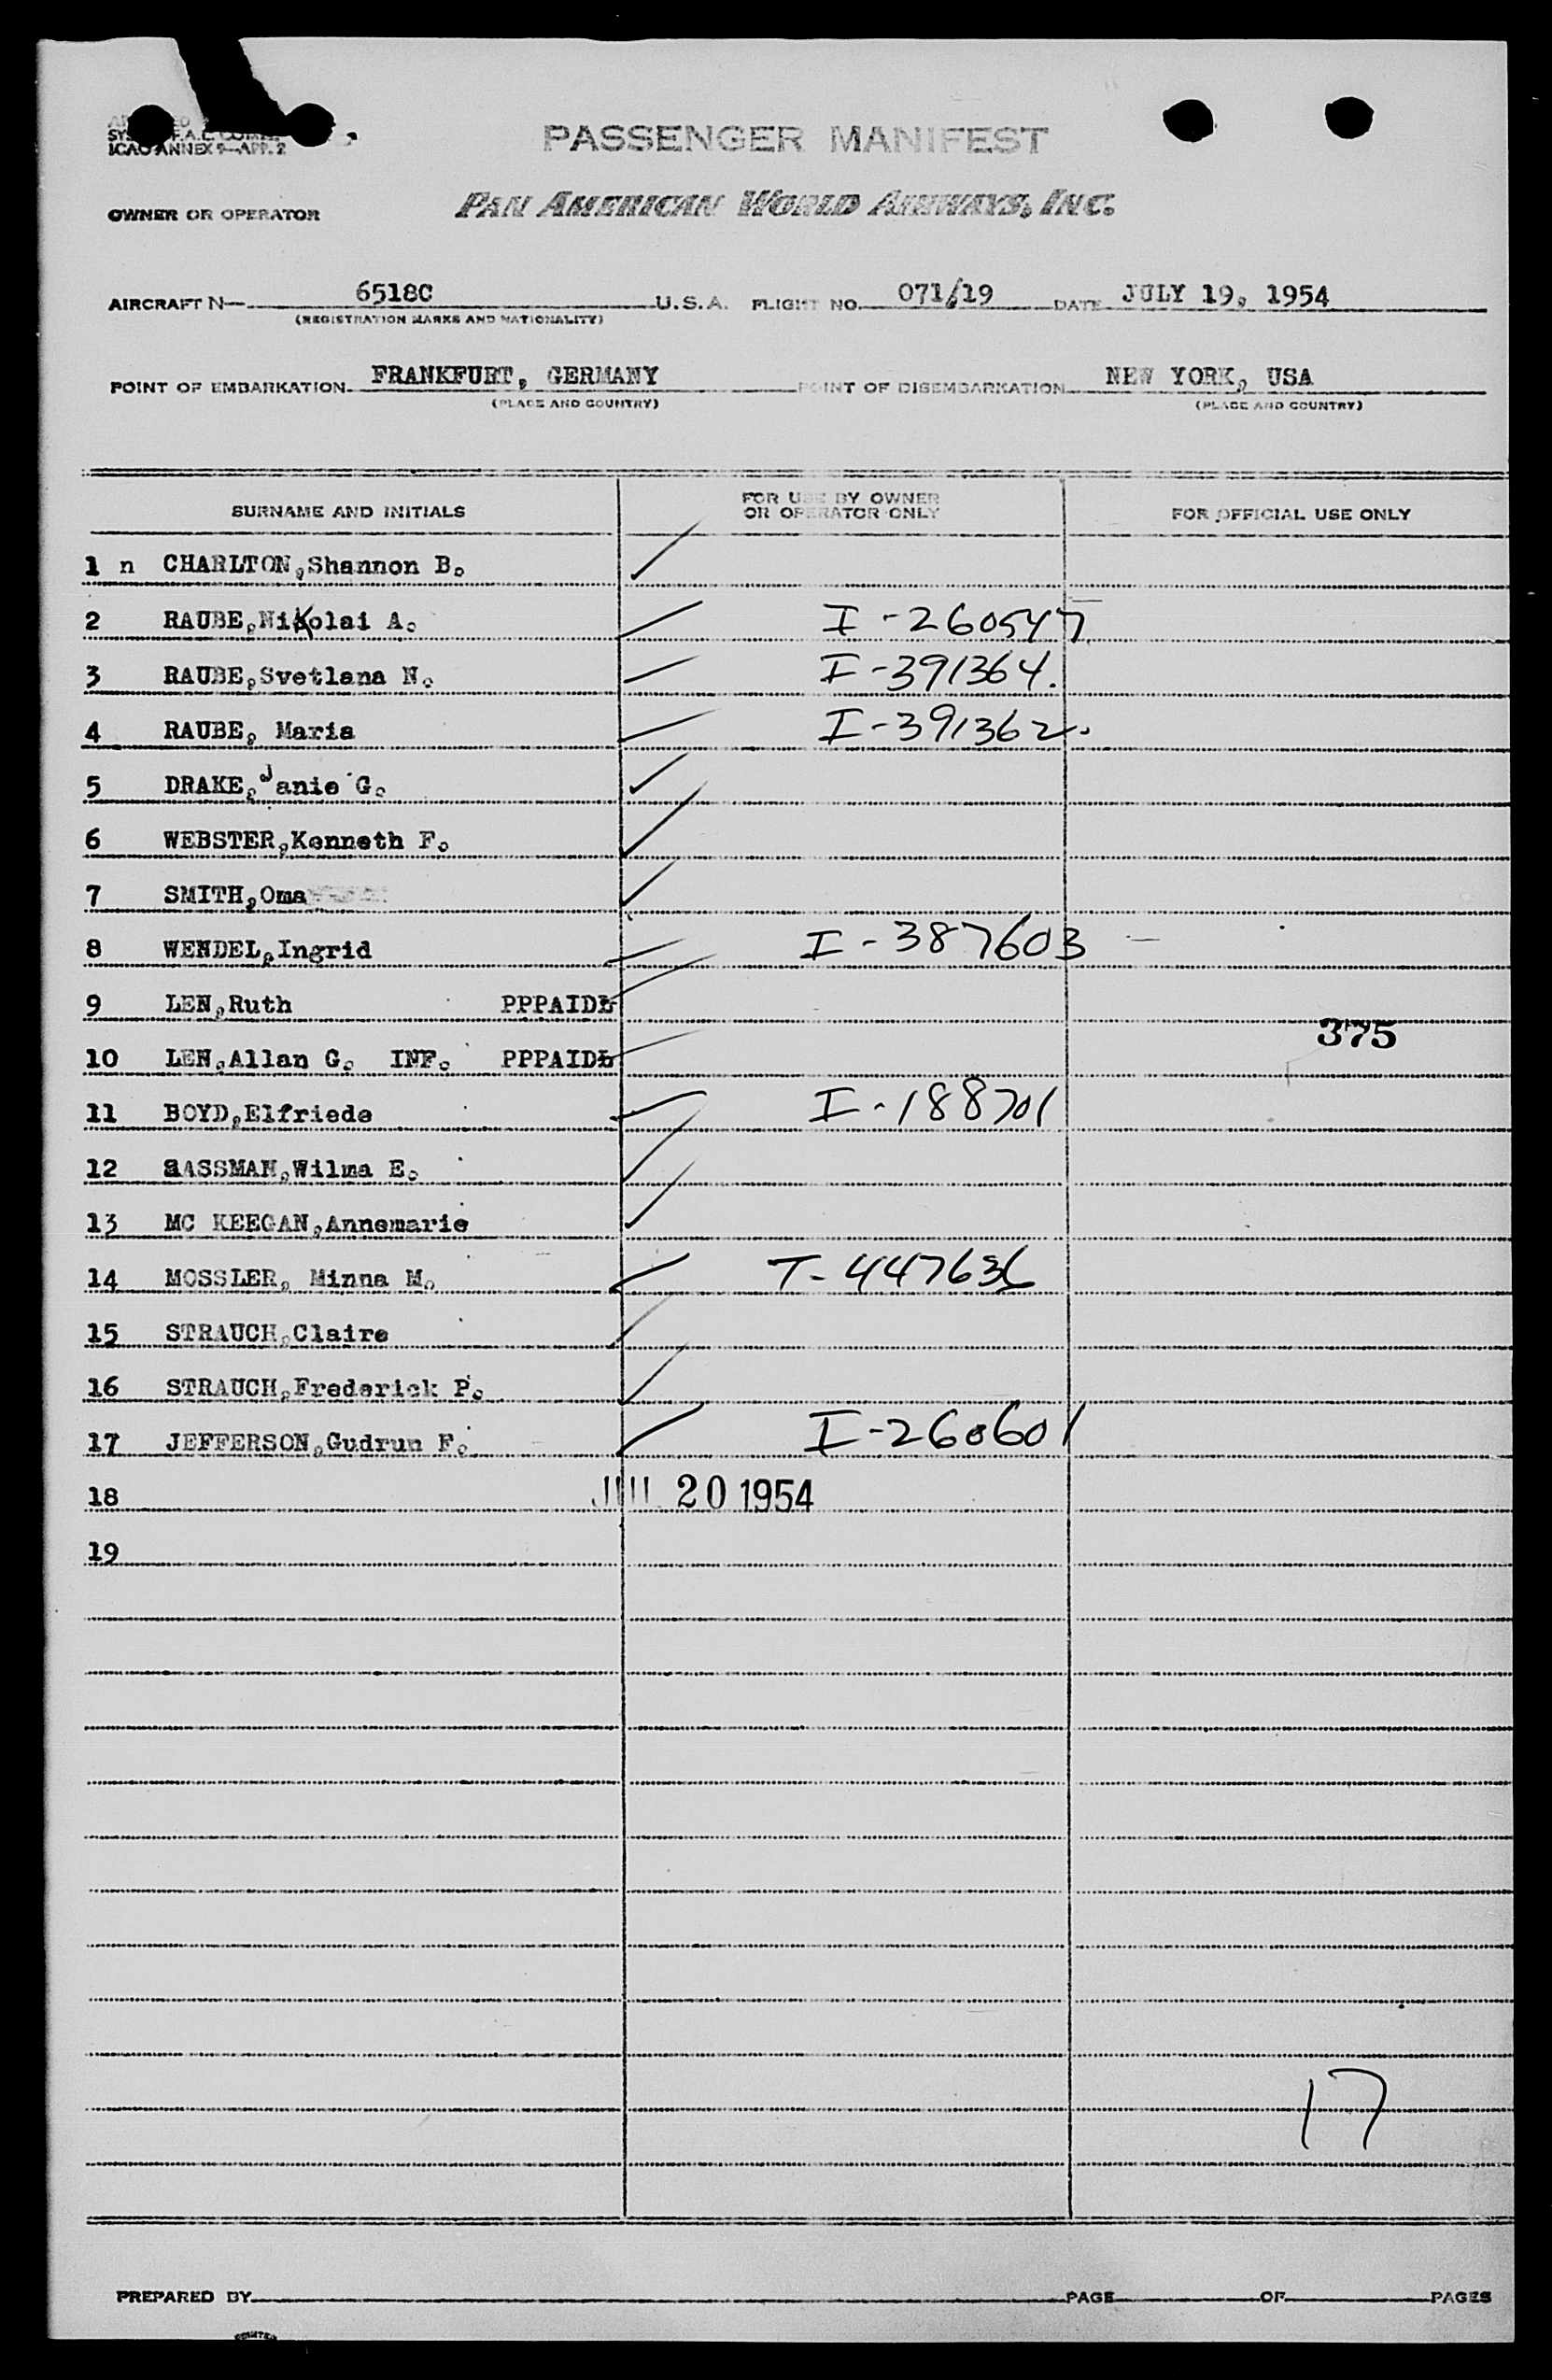 ICAO ANNEX 9—APP. 2
PASSENGER MANIFEST
OWNER OR OPERATOR PAN AMERICAN WORLD AIRWAYS, INC.
AIRCRAFT N— 6518C U.S.A. FLIGHT NO. 071/19 DATE JULY 19, 1954
(REGISTRATION MARKS AND NATIONALITY)
POINT OF EMBARKATION FRANKFURT, GERMANY POINT OF DISEMBARKATION NEW YORK, USA
(PLACE AND COUNTRY) (PLACE AND COUNTRY)
SURNAME AND INITIALS FOR USE BY OWNER OR OPERATOR ONLY FOR OFFICIAL USE ONLY
1 n CHARLTON,Shannon B.
2 RAUBE,Nikolai A. I-260547
3 RAUBE,Svetlana N. I-391364.
4 RAUBE, Maria I-391362.
5 DRAKE,Janie G.
6 WEBSTER,Kenneth F.
7 SMITH,Oma
8 WENDEL,Ingrid I-387603 —
9 LEN,Ruth PPPAIDL
375
10 LEN,Allan G. INF. PPPAIDL
11 BOYD,Elfriede I-188701
12 GASSMAN,Wilma E.
13 MC KEEGAN,Annemarie
14 MOSSLER, Minna M. T-447636
15 STRAUCH,Claire
16 STRAUCH,Frederick P.
17 JEFFERSON,Gudrun F. I-260601
18 JUL 20 1954
19
17
PREPARED BY PAGE OF PAGES